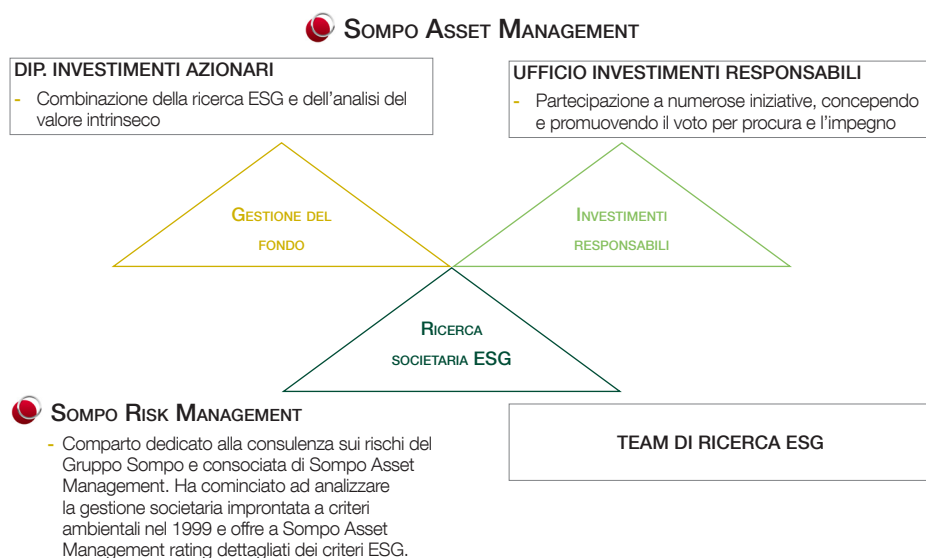 Sompo Asset Management
DIP. INVESTIMENTI AZIONARI
- Combinazione della ricerca ESG e dell'analisi del
valore intrinseco
UFFICIO INVESTIMENTI RESPONSABILI
- Partecipazione a numerose iniziative, concependo
e promuovendo il voto per procura e l'impegno
Gestione del
fondo
Investimenti
responsabili
Ricerca
societaria ESG
Sompo Risk Management
- Comparto dedicato alla consulenza sui rischi del
Gruppo Sompo e consociata di Sompo Asset
Management. Ha cominciato ad analizzare
la gestione societaria improntata a criteri
ambientali nel 1999 e offre a Sompo Asset
Management rating dettagliati dei criteri ESG.
TEAM DI RICERCA ESG